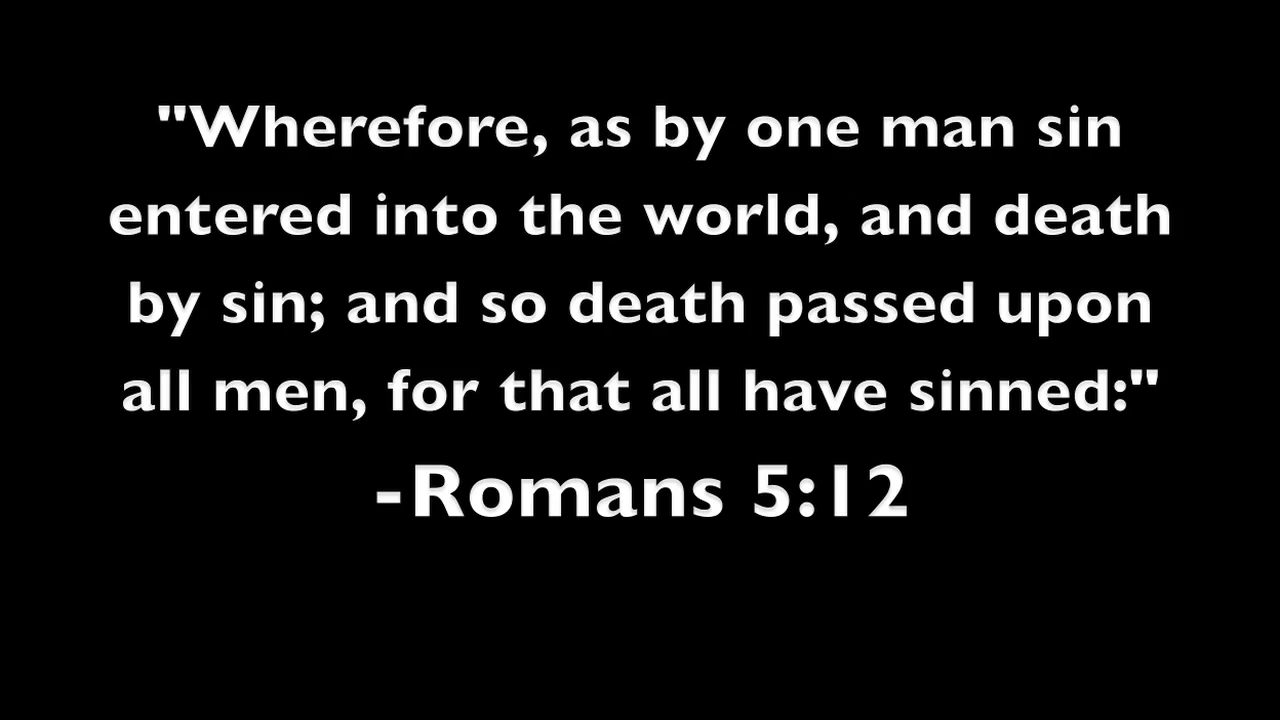 "Wherefore, as by one man sin
entered into the world, and death
by sin; and so death passed upon
all men, for that all have sinned:"
-Romans 5:12